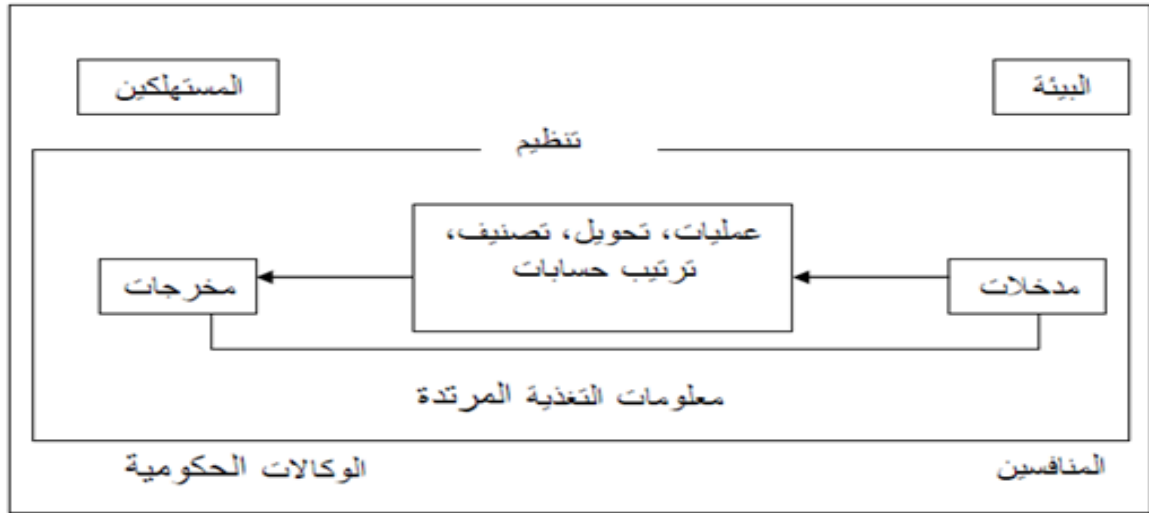 البيئة
المستهلكين
تنظيم
عمليات، تحويل، تصنيف،
ترتيب حسابات
مدخلات
مخرجات
معلومات التغذية المرتدة
المنافسين
الوكالات الحكومية